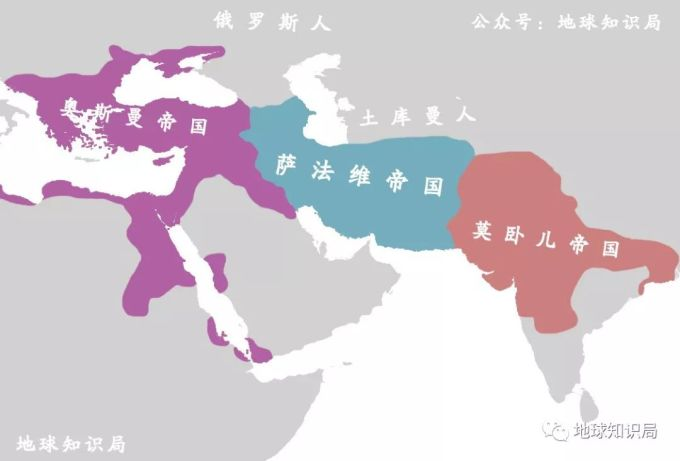 俄罗斯人
公众号：地球知识局
奥斯曼帝国
土库曼人
萨法维帝国
莫卧儿帝国
地球知识局
地球知识局